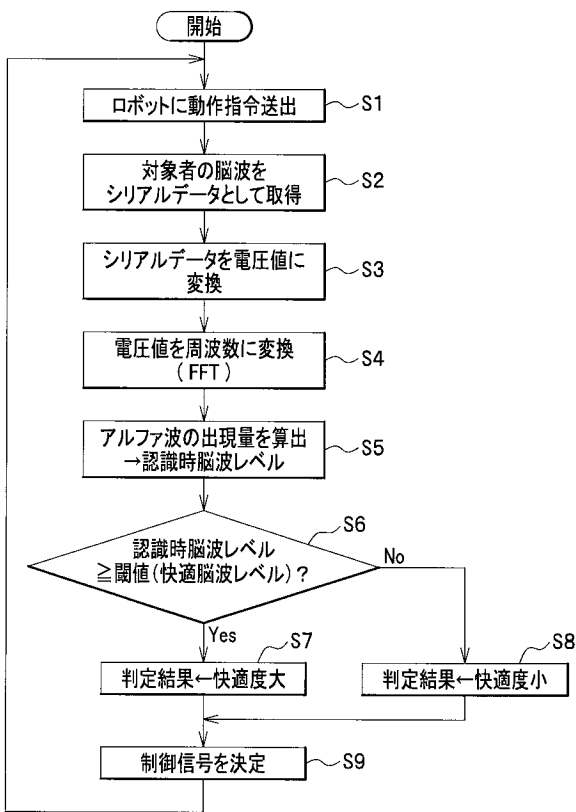 開始
ロボットに動作指令送出
S1
対象者の脳波を
シリアルデータとして取得
S2
シリアルデータを電圧値に
変換
S3
電圧値を周波数に変換
(FFT)
S4
アルファ波の出現量を算出
→認識時脳波レベル
S5
S6
認識時脳波レベル
≧閾値(快適脳波レベル)?
No
Yes
S7
判定結果←快適度大
S8
判定結果←快適度小
制御信号を決定
S9